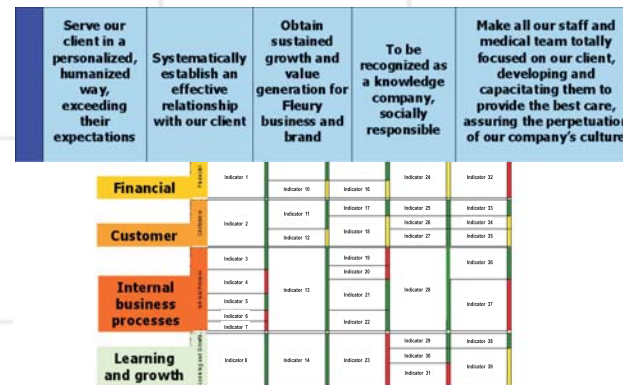 Serve our
client in a
personalized,
humanized
way,
exceeding
their
expectations
Systematically
establish an
effective
relationship
with our client
Obtain
sustained
growth and
value
generation for
Fleury
business and
brand
To be
recognized as
a knowledge
company,
socially
responsible
Make all our staff and
medical team totally
focused on our client,
developing and
capacitating them to
provide the best care,
assuring the perpetuation
of our company's culture
Financial
Financial
Indicator 1
Indicator 10
Indicator 16
Indicator 24
Indicator 32
Customer
Customers
Indicator 2
Indicator 11
Indicator 12
Indicator 17
Indicator 18
Indicator 25
Indicator 26
Indicator 27
Indicator 33
Indicator 34
Indicator 35
Internal
business
processes
Indicator 3
Indicator 4
Indicator 5
Indicator 6
Indicator 7
Indicator 13
Indicator 19
Indicator 20
Indicator 21
Indicator 22
Indicator 28
Indicator 36
Indicator 37
Learning
and growth
Indicator 8
Indicator 14
Indicator 23
Indicator 29
Indicator 30
Indicator 31
Indicator 38
Indicator 39